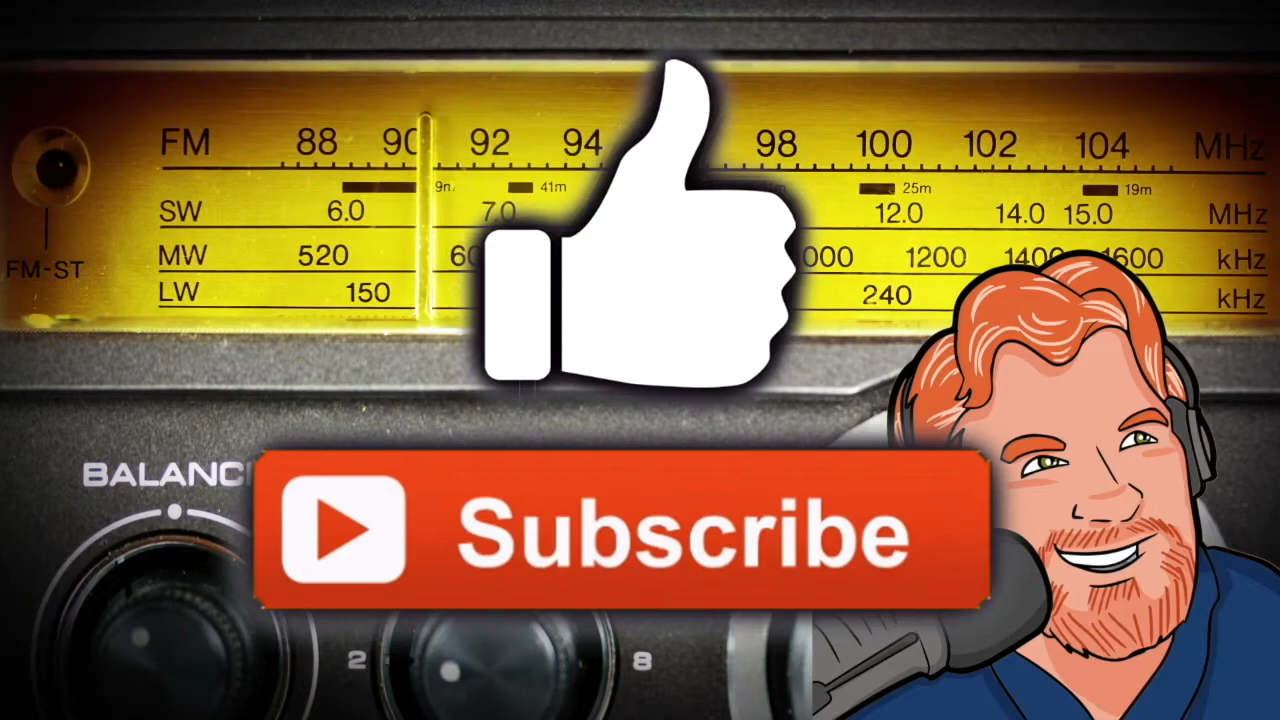 FM 88 90 92 94 98 100 102 104 MHz
41m 25m 19m
SW 6.0 7.0 12.0 14.0 15.0 MHz
MW 520 1200 1600 kHz
FM-ST
LW 150 240 kHz
Subscribe
2 8